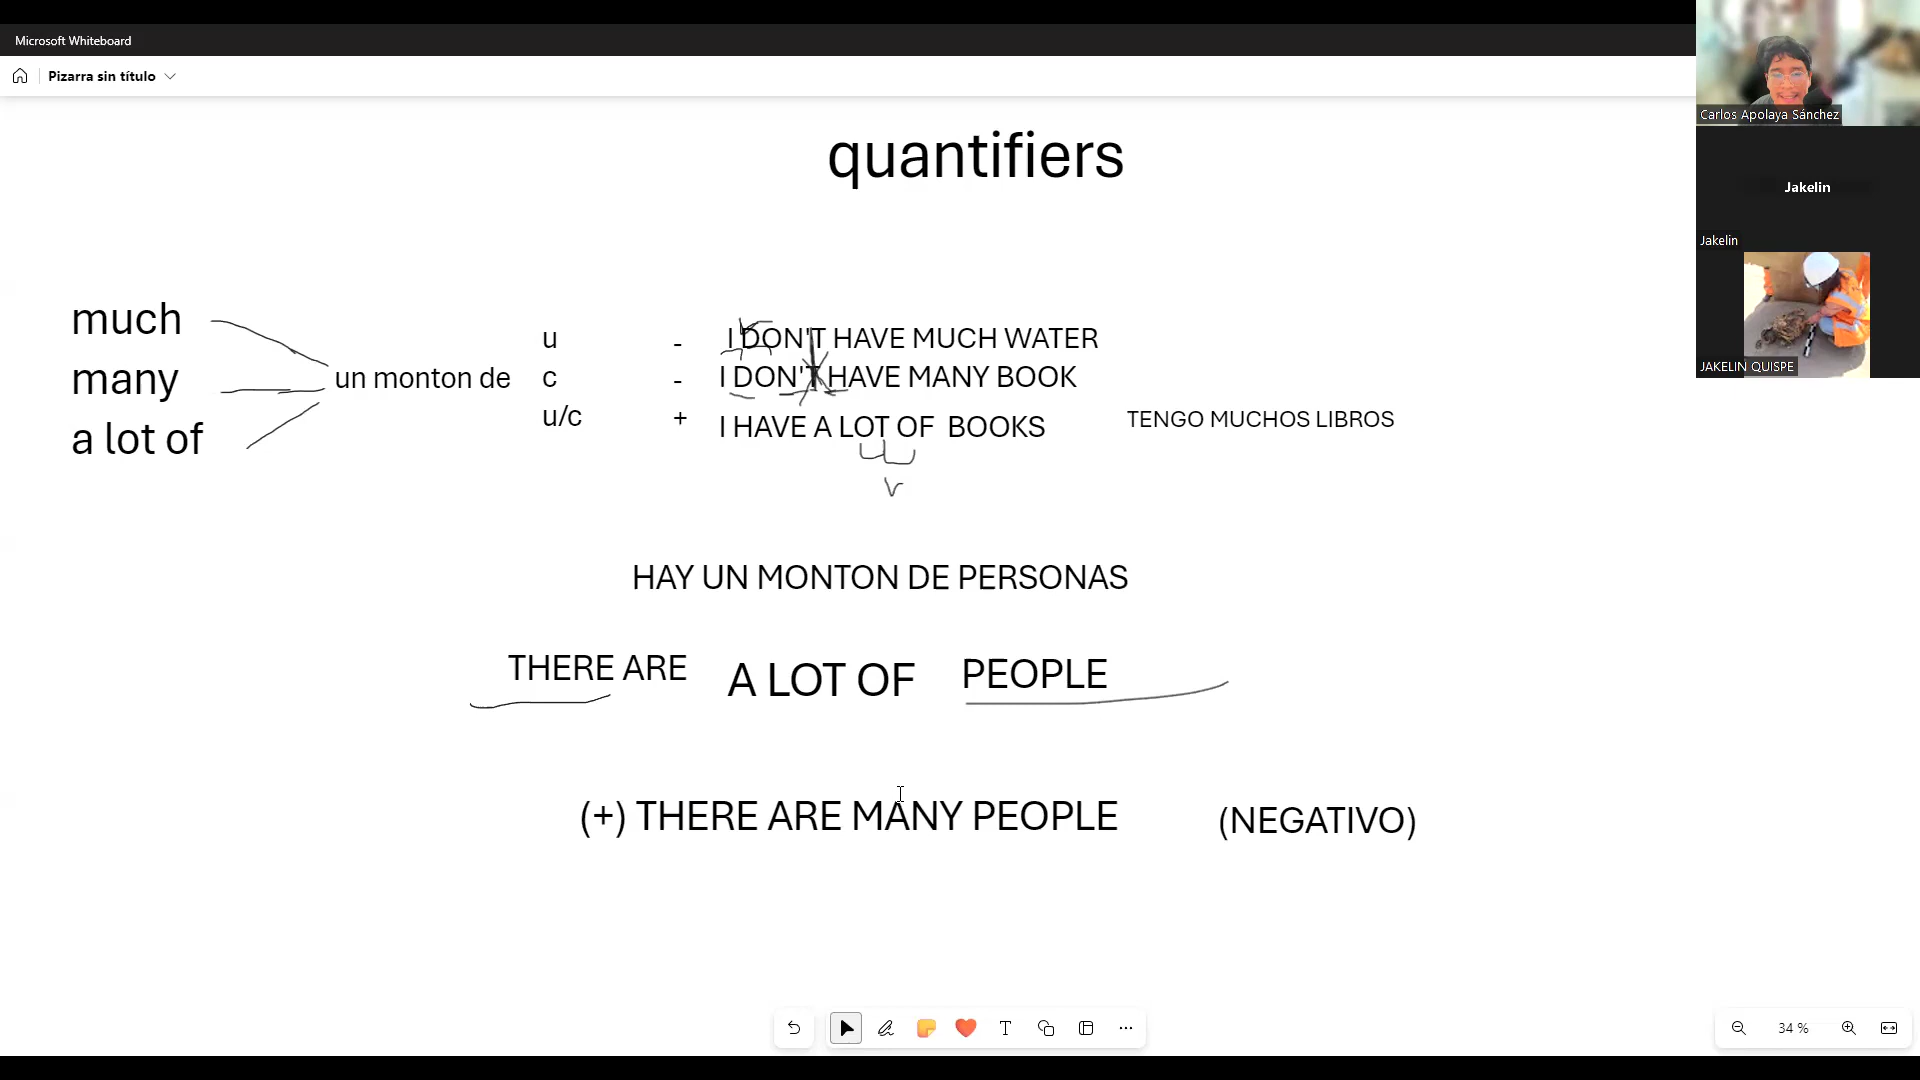 Microsoft Whiteboard
Pizarra sin título
Carlos Apolaya Sánchez
Jakelin
Jakelin
JAKELIN QUISPE
quantifiers
much
many
a lot of
un monton de
u
c
u/c
-
-
+
I DON'T HAVE MUCH WATER
I DON'T HAVE MANY BOOK
I HAVE A LOT OF BOOKS
TENGO MUCHOS LIBROS
HAY UN MONTON DE PERSONAS
THERE ARE A LOT OF PEOPLE
(+) THERE ARE MANY PEOPLE (NEGATIVO)
34 %